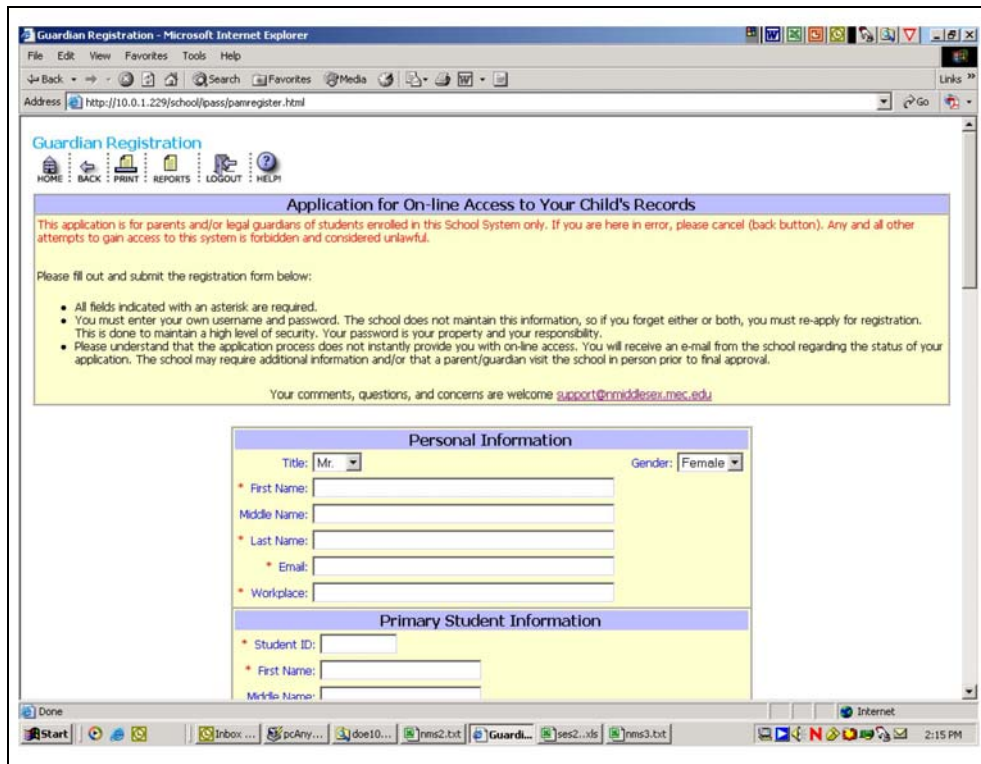 Guardian Registration - Microsoft Internet Explorer
File Edit View Favorites Tools Help
Back Search Favorites Media Links »
Address http://10.0.1.229/school/ipass/pamregister.html Go
Guardian Registration
HOME BACK PRINT REPORTS LOGOUT HELP!
Application for On-line Access to Your Child's Records
This application is for parents and/or legal guardians of students enrolled in this School System only. If you are here in error, please cancel (back button). Any and all other
attempts to gain access to this system is forbidden and considered unlawful.
Please fill out and submit the registration form below:
• All fields indicated with an asterisk are required.
• You must enter your own username and password. The school does not maintain this information, so if you forget either or both, you must re-apply for registration.
This is done to maintain a high level of security. Your password is your property and your responsibility.
• Please understand that the application process does not instantly provide you with on-line access. You will receive an e-mail from the school regarding the status of your
application. The school may require additional information and/or that a parent/guardian visit the school in person prior to final approval.
Your comments, questions, and concerns are welcome support@nmiddlesex.mec.edu
Personal Information
Title: Mr. Gender: Female
* First Name:
Middle Name:
* Last Name:
* Email:
* Workplace:
Primary Student Information
* Student ID:
* First Name:
Middle Name:
Done Internet
Start Inbox ... pcAny... doe10... nms2.txt Guardi... ses2...xls nms3.txt 2:15 PM